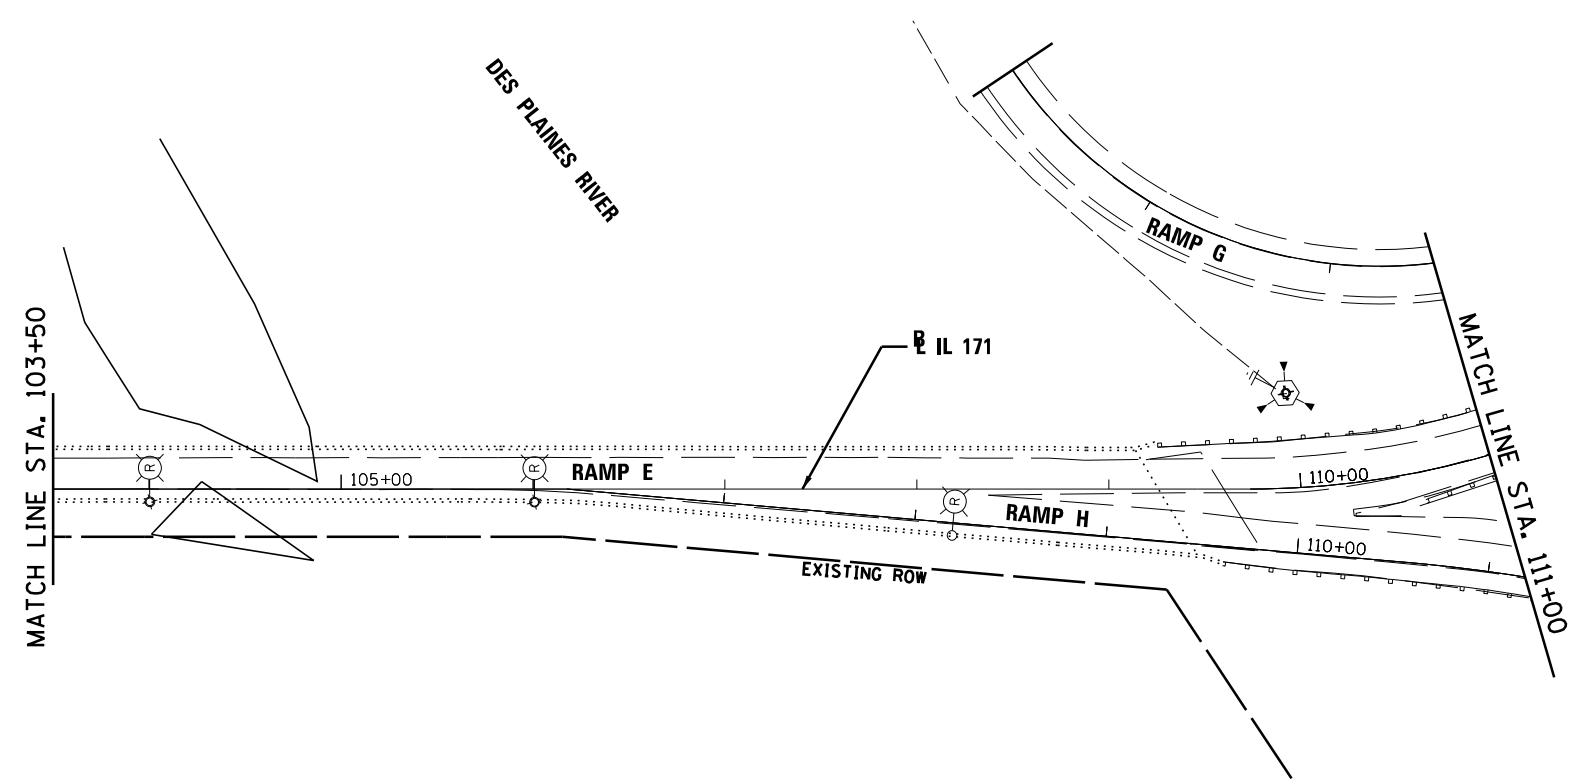 DES PLAINES RIVER
RAMP G
MATCH LINE STA. 103+50
BL IL 171
MATCH LINE STA. 111+00
R
R
RAMP E
105+00
110+00
R
RAMP H
110+00
EXISTING ROW